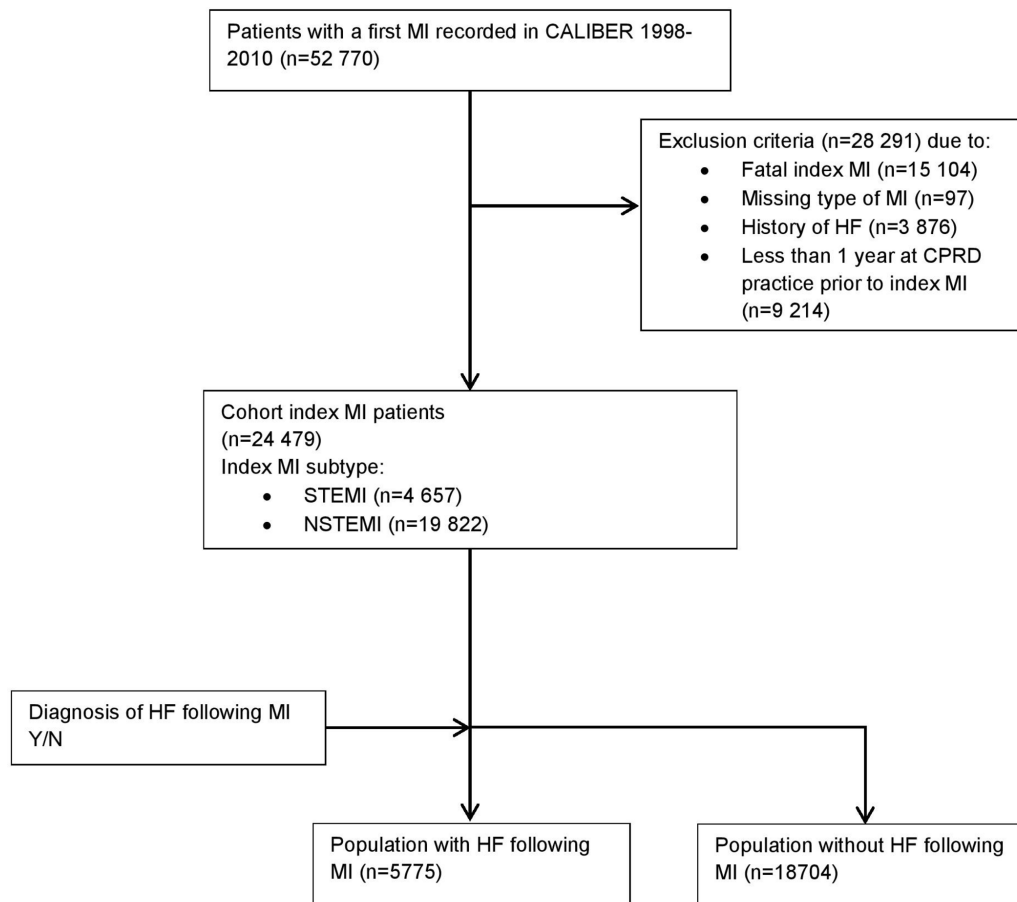 Patients with a first MI recorded in CALIBER 1998-
2010 (n=52 770)
Exclusion criteria (n=28 291) due to:
• Fatal index MI (n=15 104)
• Missing type of MI (n=97)
• History of HF (n=3 876)
• Less than 1 year at CPRD
practice prior to index MI
(n=9 214)
Cohort index MI patients
(n=24 479)
Index MI subtype:
• STEMI (n=4 657)
• NSTEMI (n=19 822)
Diagnosis of HF following MI
Y/N
Population with HF following
MI (n=5775)
Population without HF following
MI (n=18704)